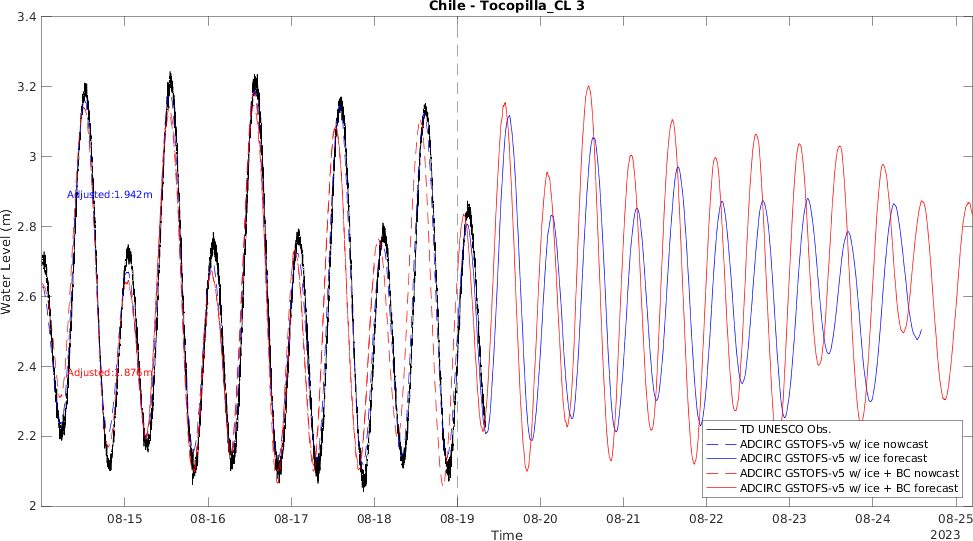 Chile - Tocopilla_CL 3
3.4
3.2
3
2.8
2.6
2.4
2.2
2
Water Level (m)
Adjusted:1.942m
Adjusted:1.876m
TD UNESCO Obs.
ADCIRC GSTOFS-v5 w/ ice nowcast
ADCIRC GSTOFS-v5 w/ ice forecast
ADCIRC GSTOFS-v5 w/ ice + BC nowcast
ADCIRC GSTOFS-v5 w/ ice + BC forecast
08-15 08-16 08-17 08-18 08-19 08-20 08-21 08-22 08-23 08-24 08-25
Time
2023